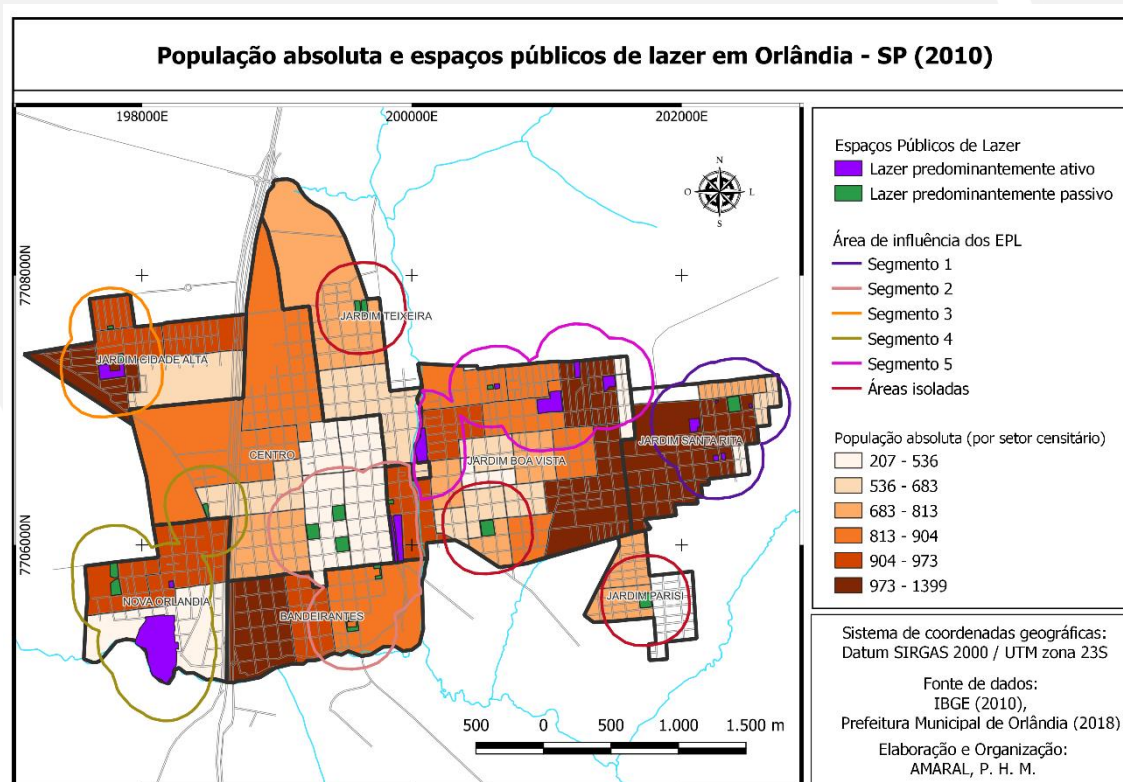 População absoluta e espaços públicos de lazer em Orlândia - SP (2010)
198000E
200000E
202000E
7708000N
7706000N
N
O
L
S
JARDIM TEIXEIRA
JARDIM CIDADE ALTA
CENTRO
JARDIM BOA VISTA
JARDIM SANTA RITA
NOVA ORLANDIA
BANDEIRANTES
JARDIM PARISI
500
0
500
1.000
1.500 m
Espaços Públicos de Lazer
Lazer predominantemente ativo
Lazer predominantemente passivo
Área de influência dos EPL
Segmento 1
Segmento 2
Segmento 3
Segmento 4
Segmento 5
Áreas isoladas
População absoluta (por setor censitário)
207 - 536
536 - 683
683 - 813
813 - 904
904 - 973
973 - 1399
Sistema de coordenadas geográficas:
Datum SIRGAS 2000 / UTM zona 23S
Fonte de dados:
IBGE (2010),
Prefeitura Municipal de Orlândia (2018)
Elaboração e Organização:
AMARAL, P. H. M.